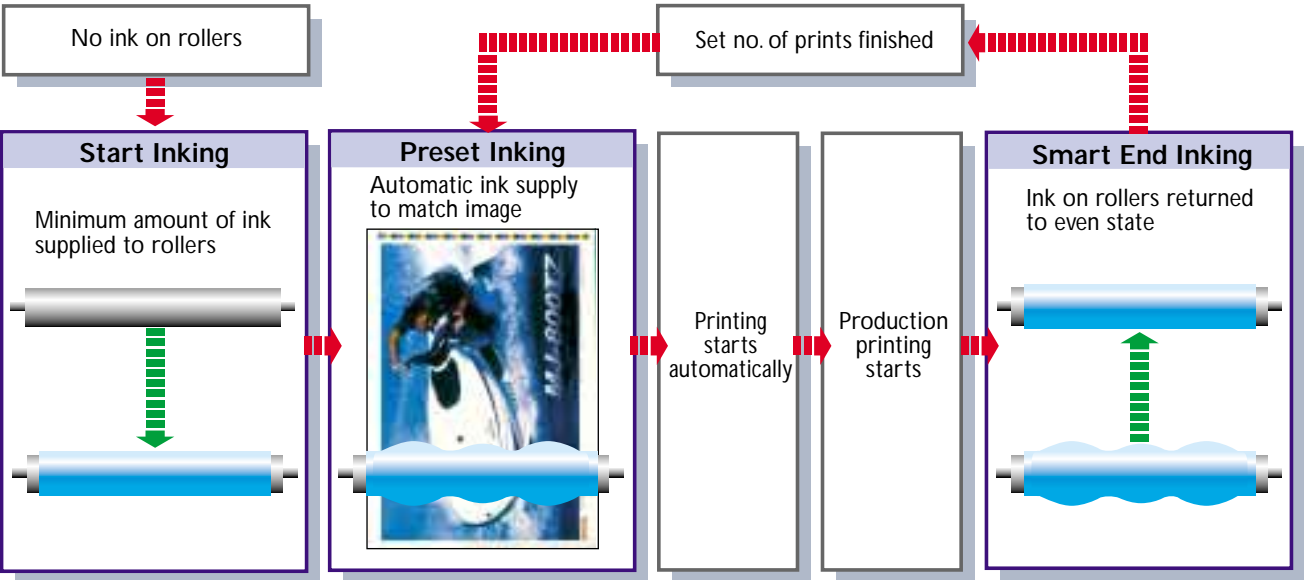 No ink on rollers
Set no. of prints finished
Start Inking
Minimum amount of ink
supplied to rollers
Preset Inking
Automatic ink supply
to match image
Printing
starts
automatically
Production
printing
starts
Smart End Inking
Ink on rollers returned
to even state